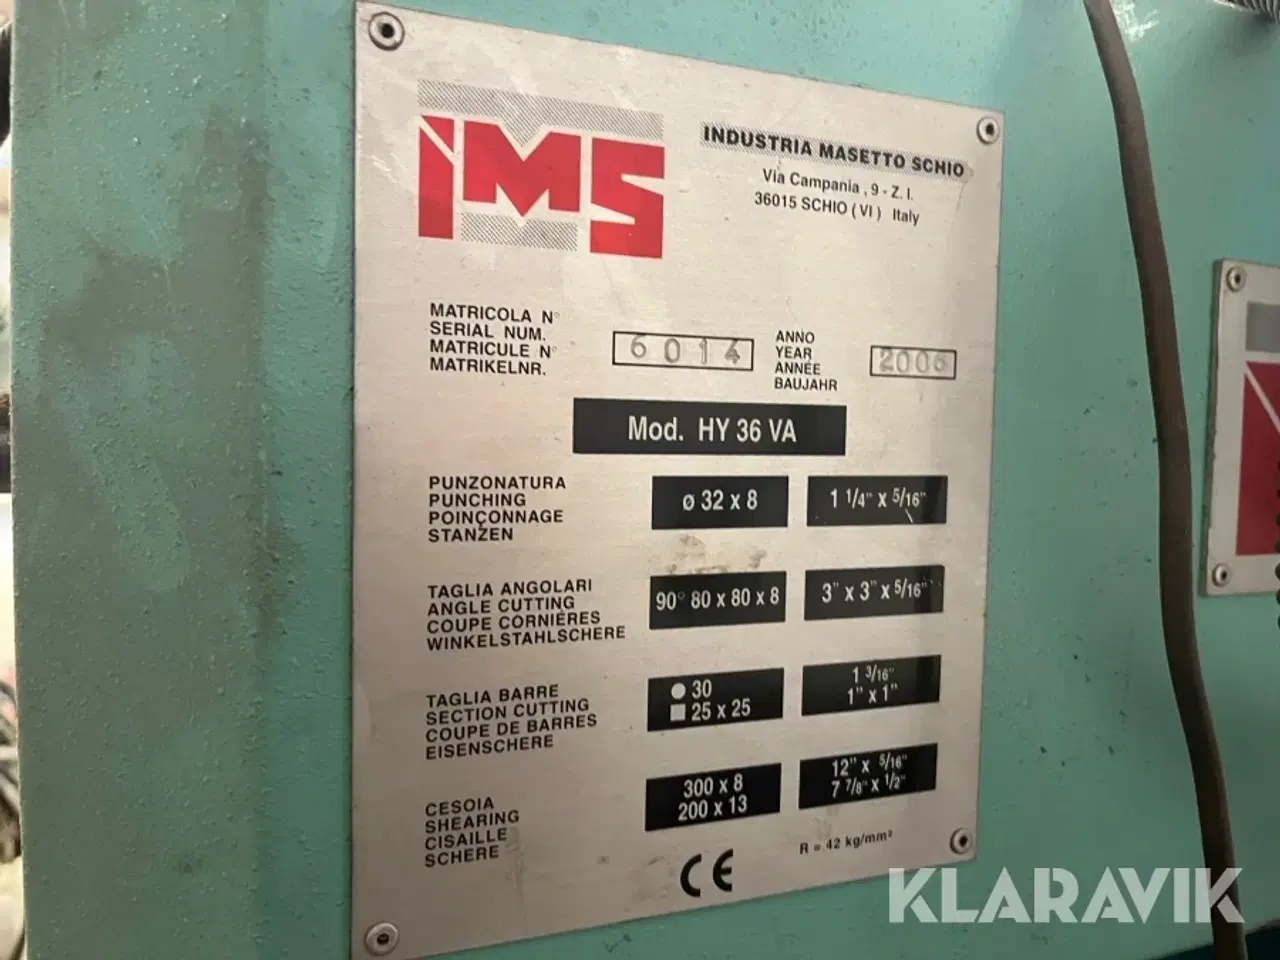 IMS
INDUSTRIA MASETTO SCHIO
Via Campania , 9 - Z. I.
36015 SCHIO ( VI ) Italy
MATRICOLA N°
SERIAL NUM.
MATRICULE N°
MATRIKELNR.
6014
ANNO
YEAR
ANNÉE
BAUJAHR
2006
Mod. HY 36 VA
PUNZONATURA
PUNCHING
POINÇONNAGE
STANZEN
ø 32 x 8
1 1/4" x 5/16"
TAGLIA ANGOLARI
ANGLE CUTTING
COUPE CORNIÉRES
WINKELSTAHLSCHERE
90° 80 x 80 x 8
3" x 3" x 5/16"
TAGLIA BARRE
SECTION CUTTING
COUPE DE BARRES
EISENSCHERE
● 30
■ 25 x 25
1 3/16"
1" x 1"
CESOIA
SHEARING
CISAILLE
SCHERE
300 x 8
200 x 13
12" x 5/16"
7 7/8" x 1/2"
CE
R = 42 kg/mm²
KLARAVIK